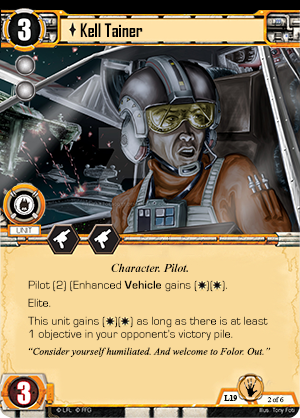 3
Kell Tainer
UNIT
Character. Pilot.
Pilot (2) (Enhanced Vehicle gains (✷)(✷).
Elite.
This unit gains (✷)(✷) as long as there is at
least 1 objective in your opponent's victory pile.
"Consider yourself humiliated. And welcome to Folor. Out."
3
L19
2 of 6
© LFL © FFG
Illus. Tony Foti